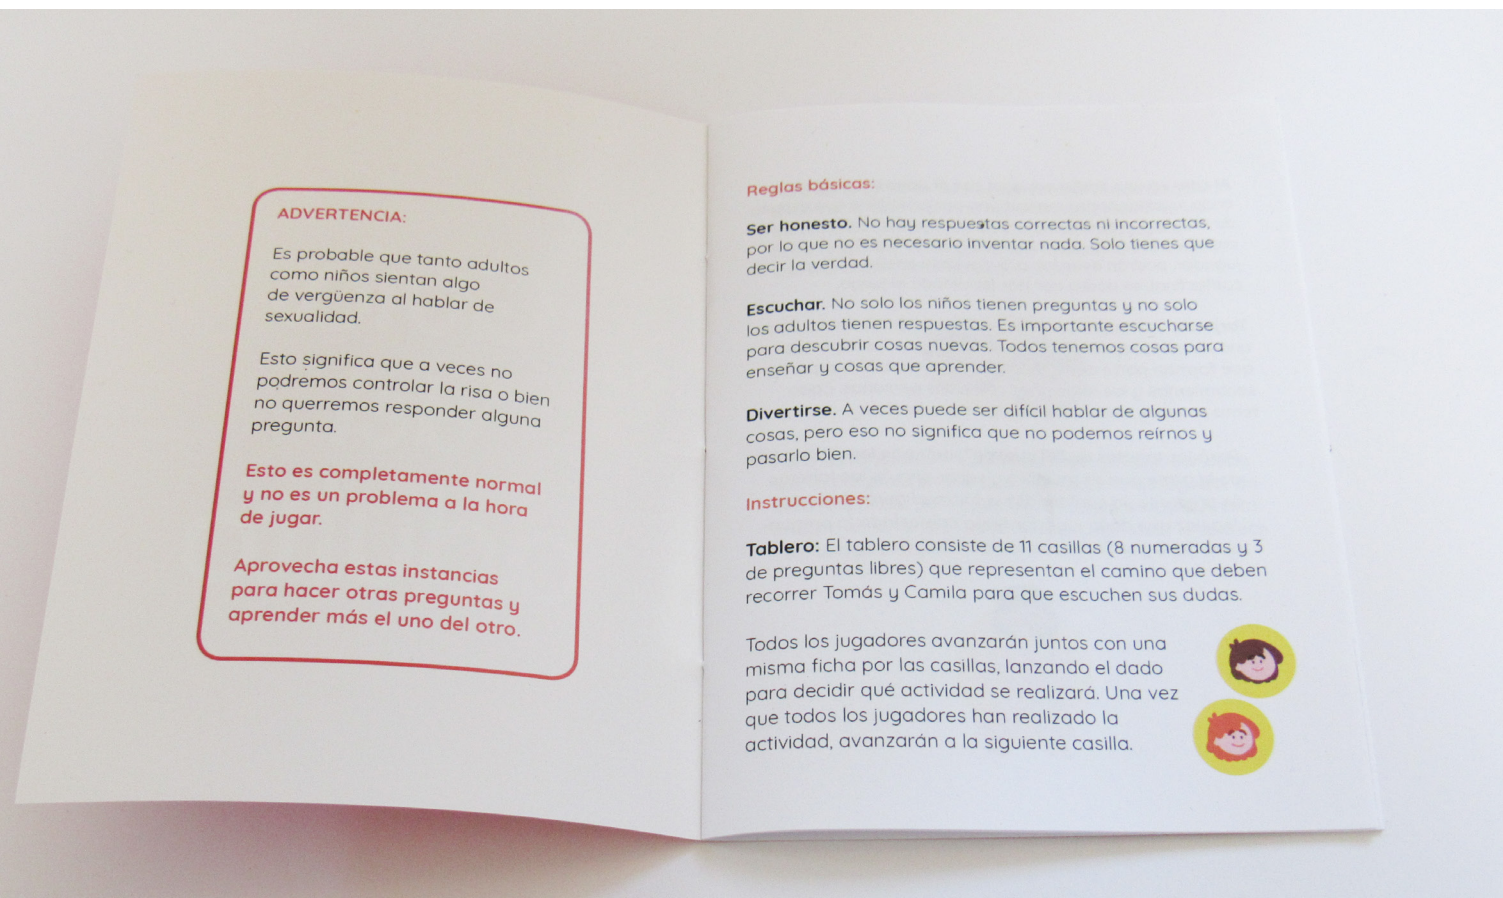 ADVERTENCIA:
Es probable que tanto adultos
como niños sientan algo
de vergüenza al hablar de
sexualidad.
Esto significa que a veces no
podremos controlar la risa o bien
no querremos responder alguna
pregunta.
Esto es completamente normal
y no es un problema a la hora
de jugar.
Aprovecha estas instancias
para hacer otras preguntas y
aprender más el uno del otro.
Reglas básicas:
Ser honesto. No hay respuestas correctas ni incorrectas,
por lo que no es necesario inventar nada. Solo tienes que
decir la verdad.
Escuchar. No solo los niños tienen preguntas y no solo
los adultos tienen respuestas. Es importante escucharse
para descubrir cosas nuevas. Todos tenemos cosas para
enseñar y cosas que aprender.
Divertirse. A veces puede ser difícil hablar de algunas
cosas, pero eso no significa que no podemos reírnos y
pasarlo bien.
Instrucciones:
Tablero: El tablero consiste de 11 casillas (8 numeradas y 3
de preguntas libres) que representan el camino que deben
recorrer Tomás y Camila para que escuchen sus dudas.
Todos los jugadores avanzarán juntos con una
misma ficha por las casillas, lanzando el dado
para decidir qué actividad se realizará. Una vez
que todos los jugadores han realizado la
actividad, avanzarán a la siguiente casilla.